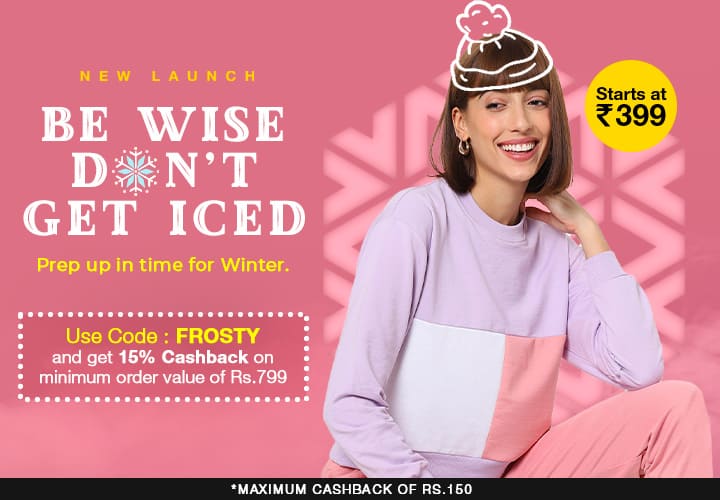 NEW LAUNCH
BE WISE
DON'T
GET ICED
Prep up in time for Winter.
Use Code : FROSTY
and get 15% Cashback on
minimum order value of Rs.799
Starts at
₹399
*MAXIMUM CASHBACK OF RS.150